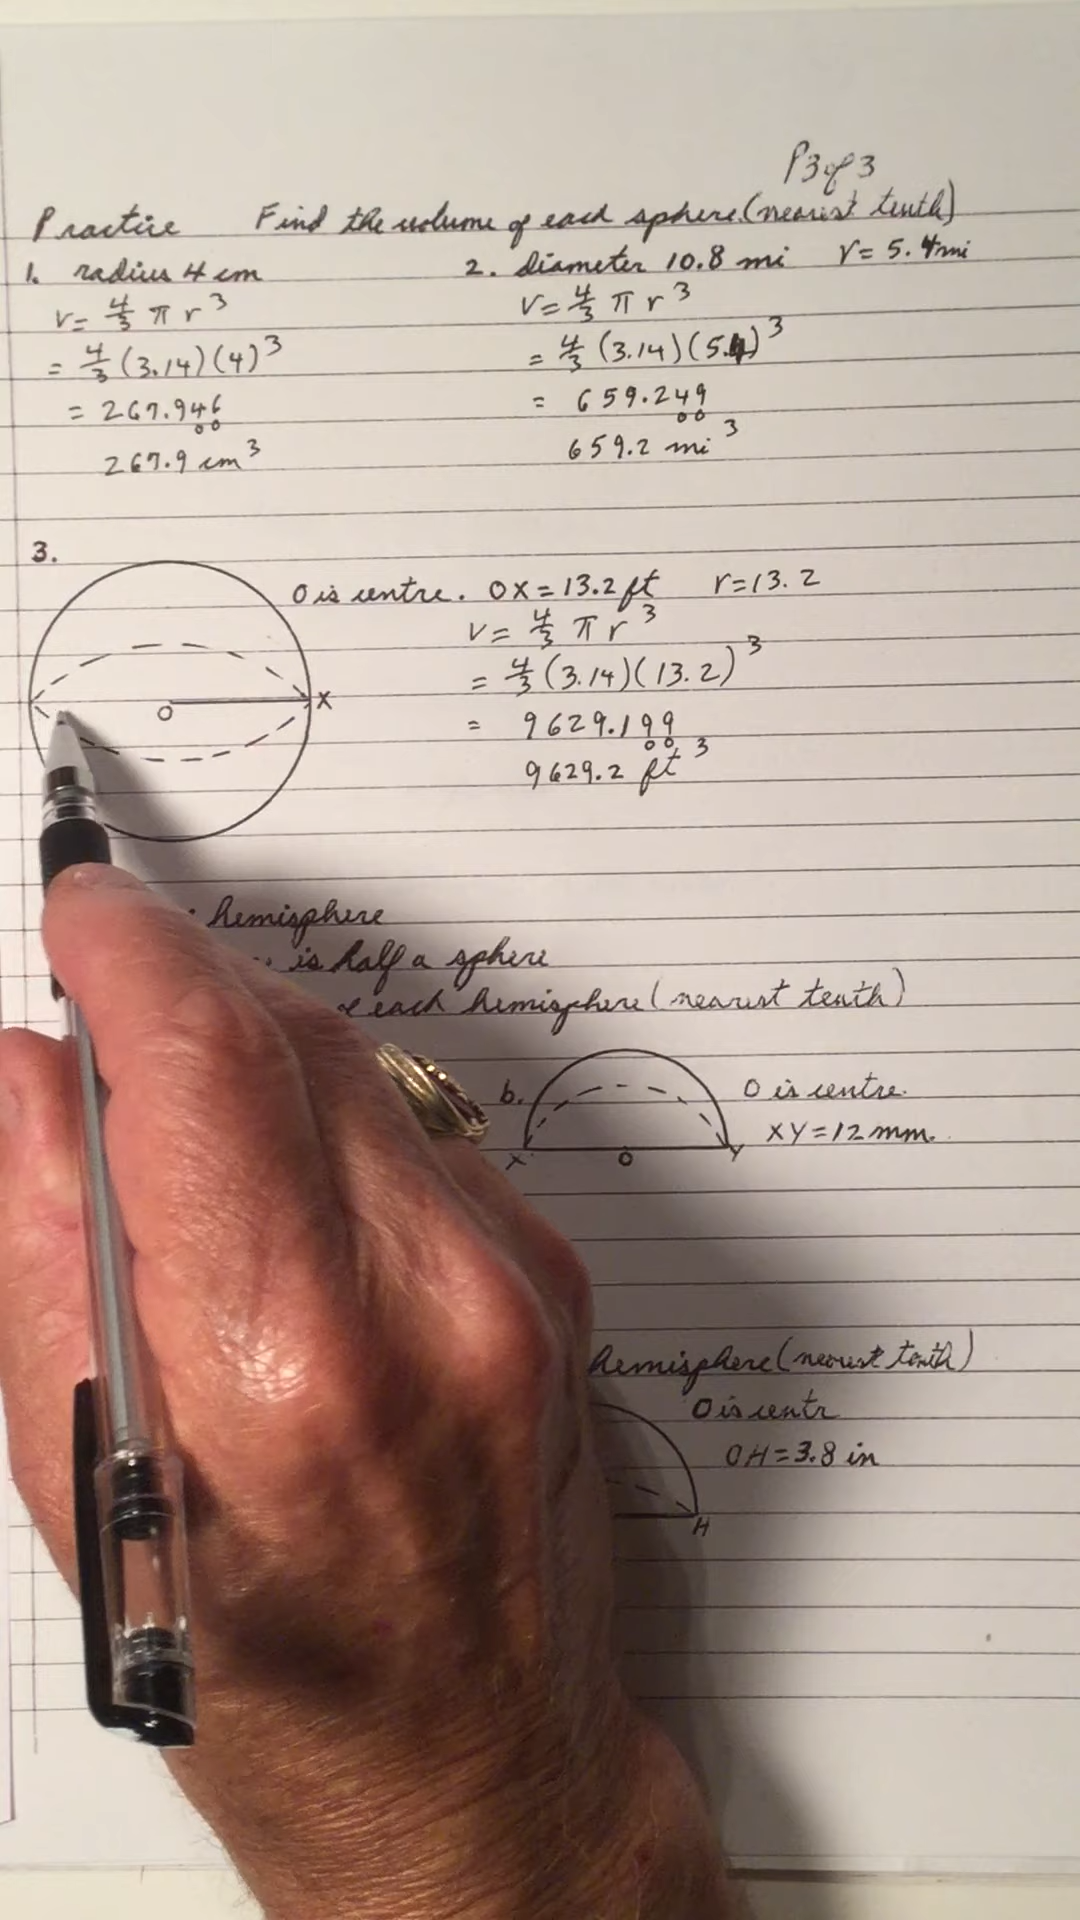 P3 of 3
Practice Find the volume of each sphere. (nearest tenth)
1. radius 4 cm
V = 4/3 π r³
= 4/3 (3.14)(4)³
= 267.946
267.9 cm³
2. diameter 10.8 mi r = 5.4 mi
V = 4/3 π r³
= 4/3 (3.14)(5.4)³
= 659.249
659.2 mi³
3.
O X
O is centre. OX = 13.2 ft r = 13.2
V = 4/3 π r³
= 4/3 (3.14)(13.2)³
= 9629.199
9629.2 ft³
hemisphere
is half a sphere
each hemisphere (nearest tenth)
b.
X O Y
O is centre.
XY = 12 mm.
hemisphere (nearest tenth)
O is centr
OH = 3.8 in
H